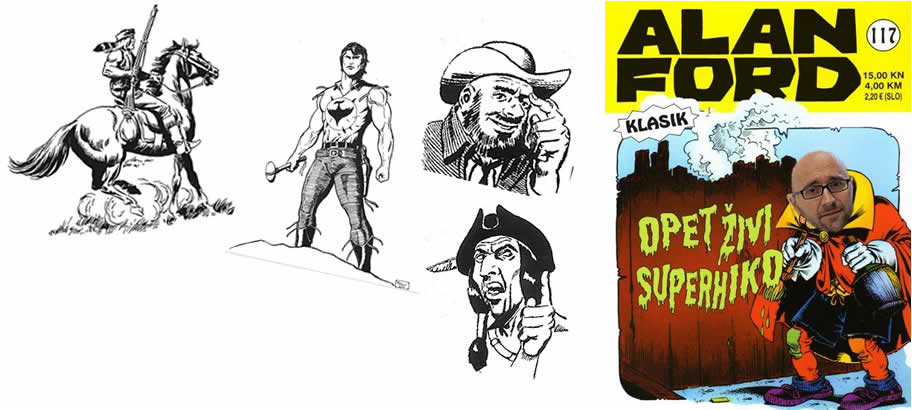 ALAN
FORD
117
15,00 KN
4,00 KM
2,20 € (SLO)
KLASIK
OPET ŽIVI
SUPERHIKO